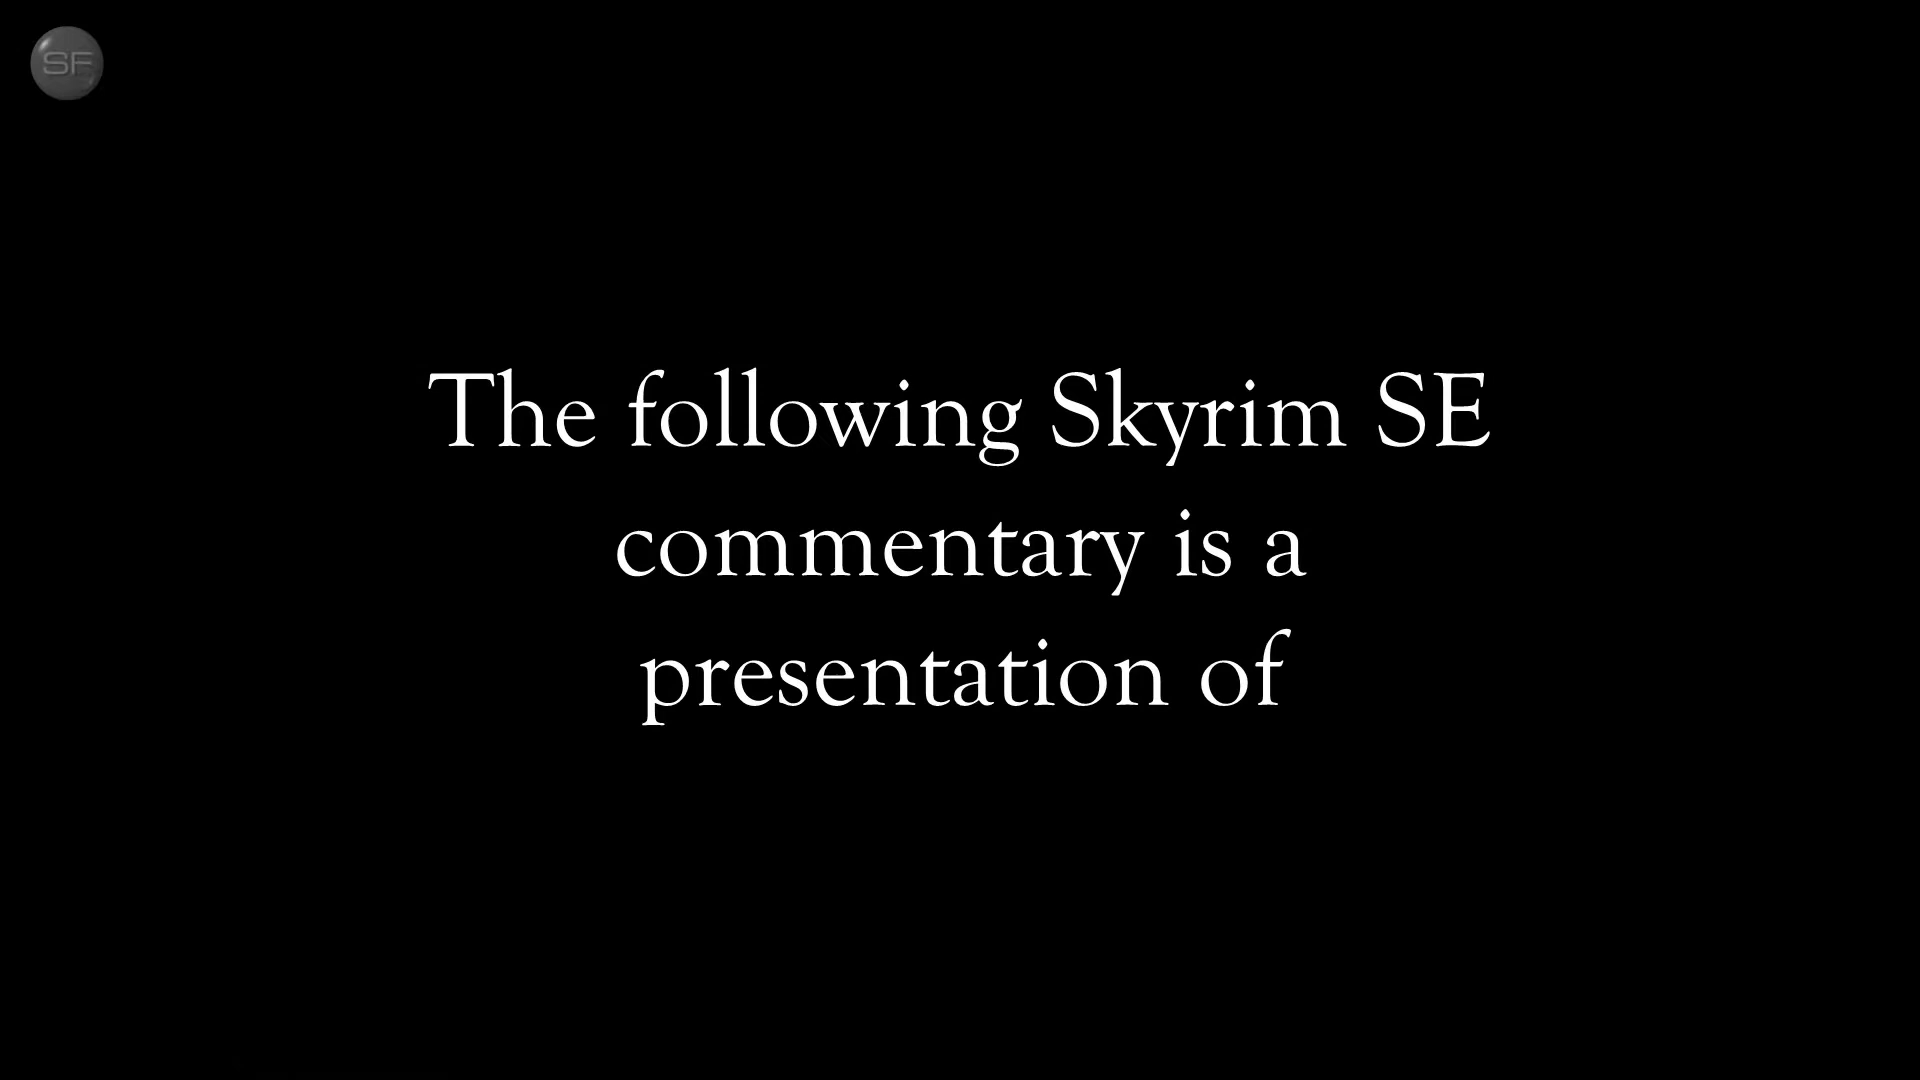 SF
The following Skyrim SE
commentary is a
presentation of